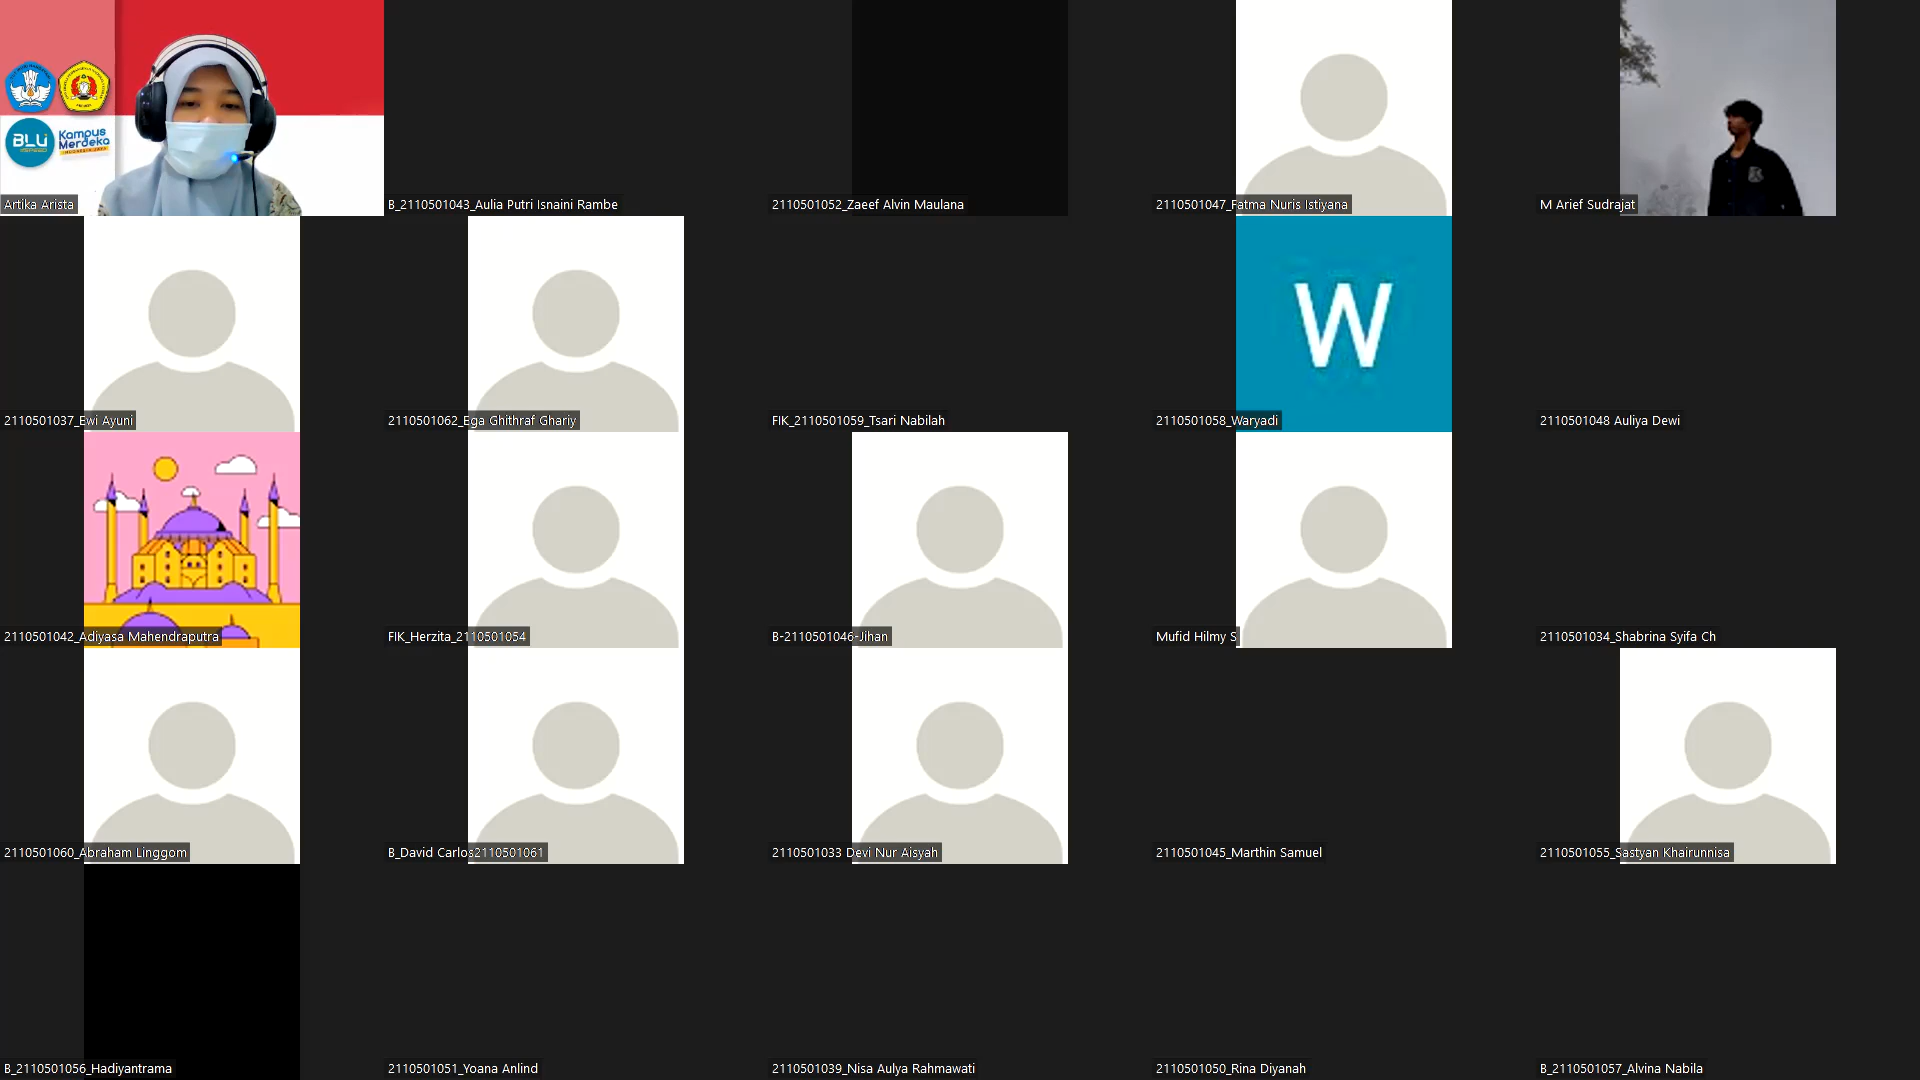 BLU
Kampus
Merdeka
INDONESIA JAYA
Artika Arista
B_2110501043_Aulia Putri Isnaini Rambe
2110501052_Zaeef Alvin Maulana
2110501047_Fatma Nuris Istiyana
M Arief Sudrajat
2110501037_Ewi Ayuni
2110501062_Ega Ghithraf Ghariy
FIK_2110501059_Tsari Nabilah
W
2110501058_Waryadi
2110501048 Auliya Dewi
2110501042_Adiyasa Mahendraputra
FIK_Herzita_2110501054
B-2110501046-Jihan
Mufid Hilmy S
2110501034_Shabrina Syifa Ch
2110501060_Abraham Linggom
B_David Carlos2110501061
2110501033 Devi Nur Aisyah
2110501045_Marthin Samuel
2110501055_Sastyan Khairunnisa
B_2110501056_Hadiyantrama
2110501051_Yoana Anlind
2110501039_Nisa Aulya Rahmawati
2110501050_Rina Diyanah
B_2110501057_Alvina Nabila